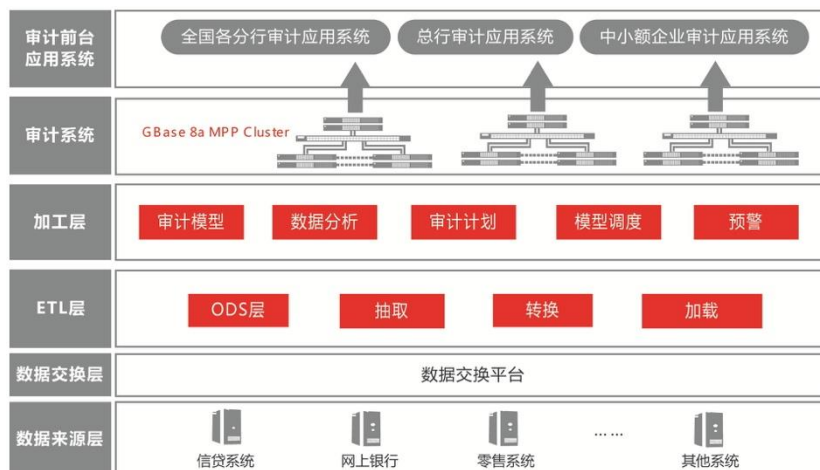 审计前台
应用系统
全国各分行审计应用系统
总行审计应用系统
中小额企业审计应用系统
审计系统
GBase 8a MPP Cluster
加工层
审计模型
数据分析
审计计划
模型调度
预警
ETL层
ODS层
抽取
转换
加载
数据交换层
数据交换平台
数据来源层
信贷系统
网上银行
零售系统
……
其他系统